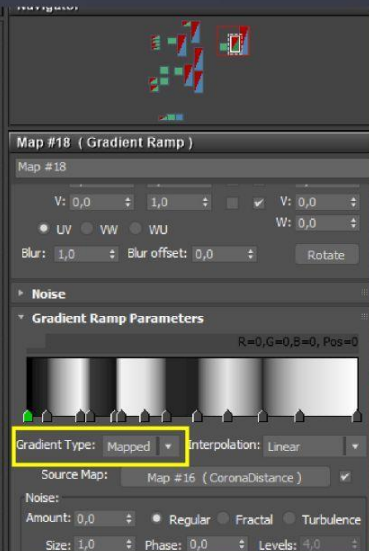 Navigator
Map #18 ( Gradient Ramp )
Map #18
V: 0,0 1,0 V: 0,0
UV VW WU W: 0,0
Blur: 1,0 Blur offset: 0,0 Rotate
Noise
Gradient Ramp Parameters
R=0,G=0,B=0, Pos=0
Gradient Type: Mapped Interpolation: Linear
Source Map: Map #16 ( CoronaDistance )
Noise:
Amount: 0,0 Regular Fractal Turbulence
Size: 1,0 Phase: 0,0 Levels: 4,0